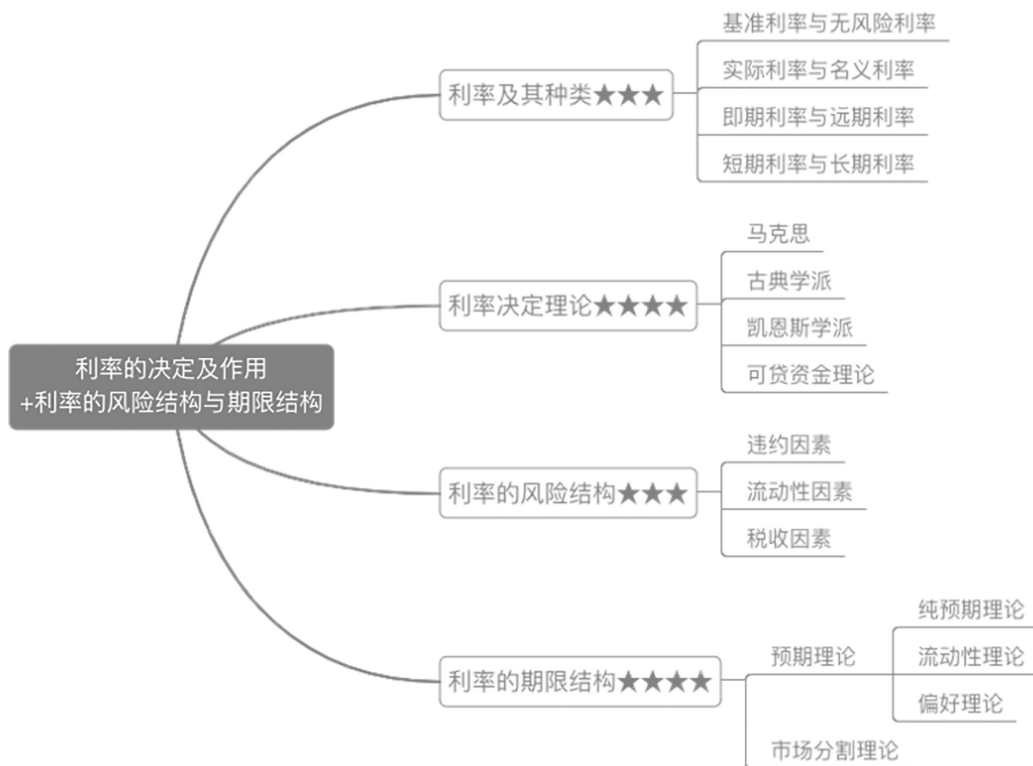 利率的决定及作用
+利率的风险结构与期限结构
利率及其种类★★★
基准利率与无风险利率
实际利率与名义利率
即期利率与远期利率
短期利率与长期利率
利率决定理论★★★★
马克思
古典学派
凯恩斯学派
可贷资金理论
利率的风险结构★★★
违约因素
流动性因素
税收因素
利率的期限结构★★★★
预期理论
纯预期理论
流动性理论
偏好理论
市场分割理论